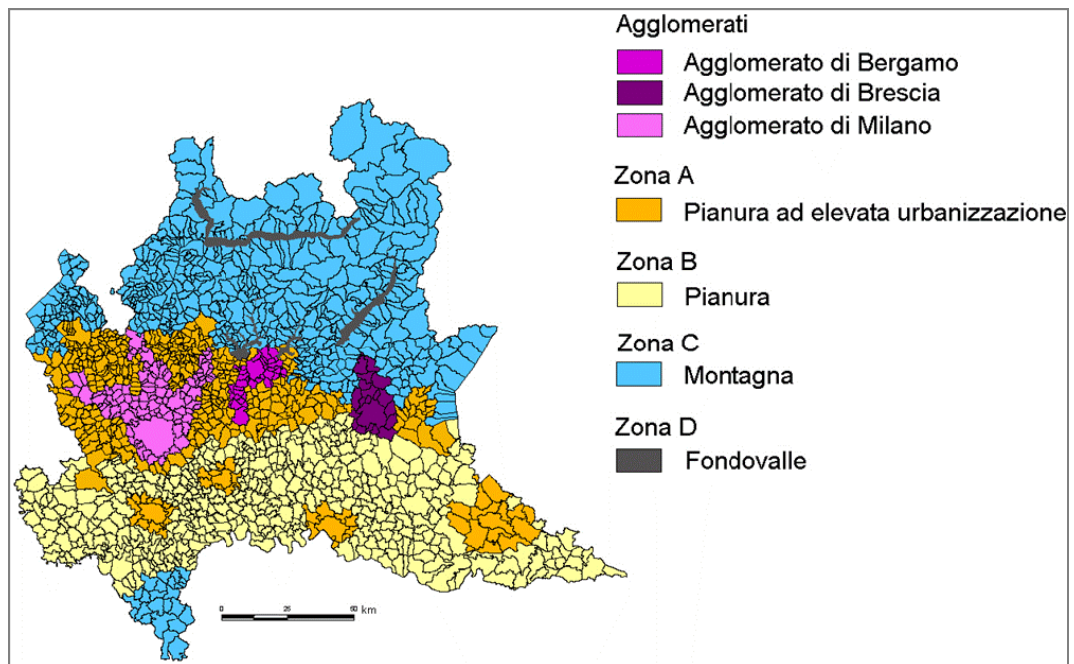 Agglomerati
Agglomerato di Bergamo
Agglomerato di Brescia
Agglomerato di Milano
Zona A
Pianura ad elevata urbanizzazione
Zona B
Pianura
Zona C
Montagna
Zona D
Fondovalle
0 25 50 km